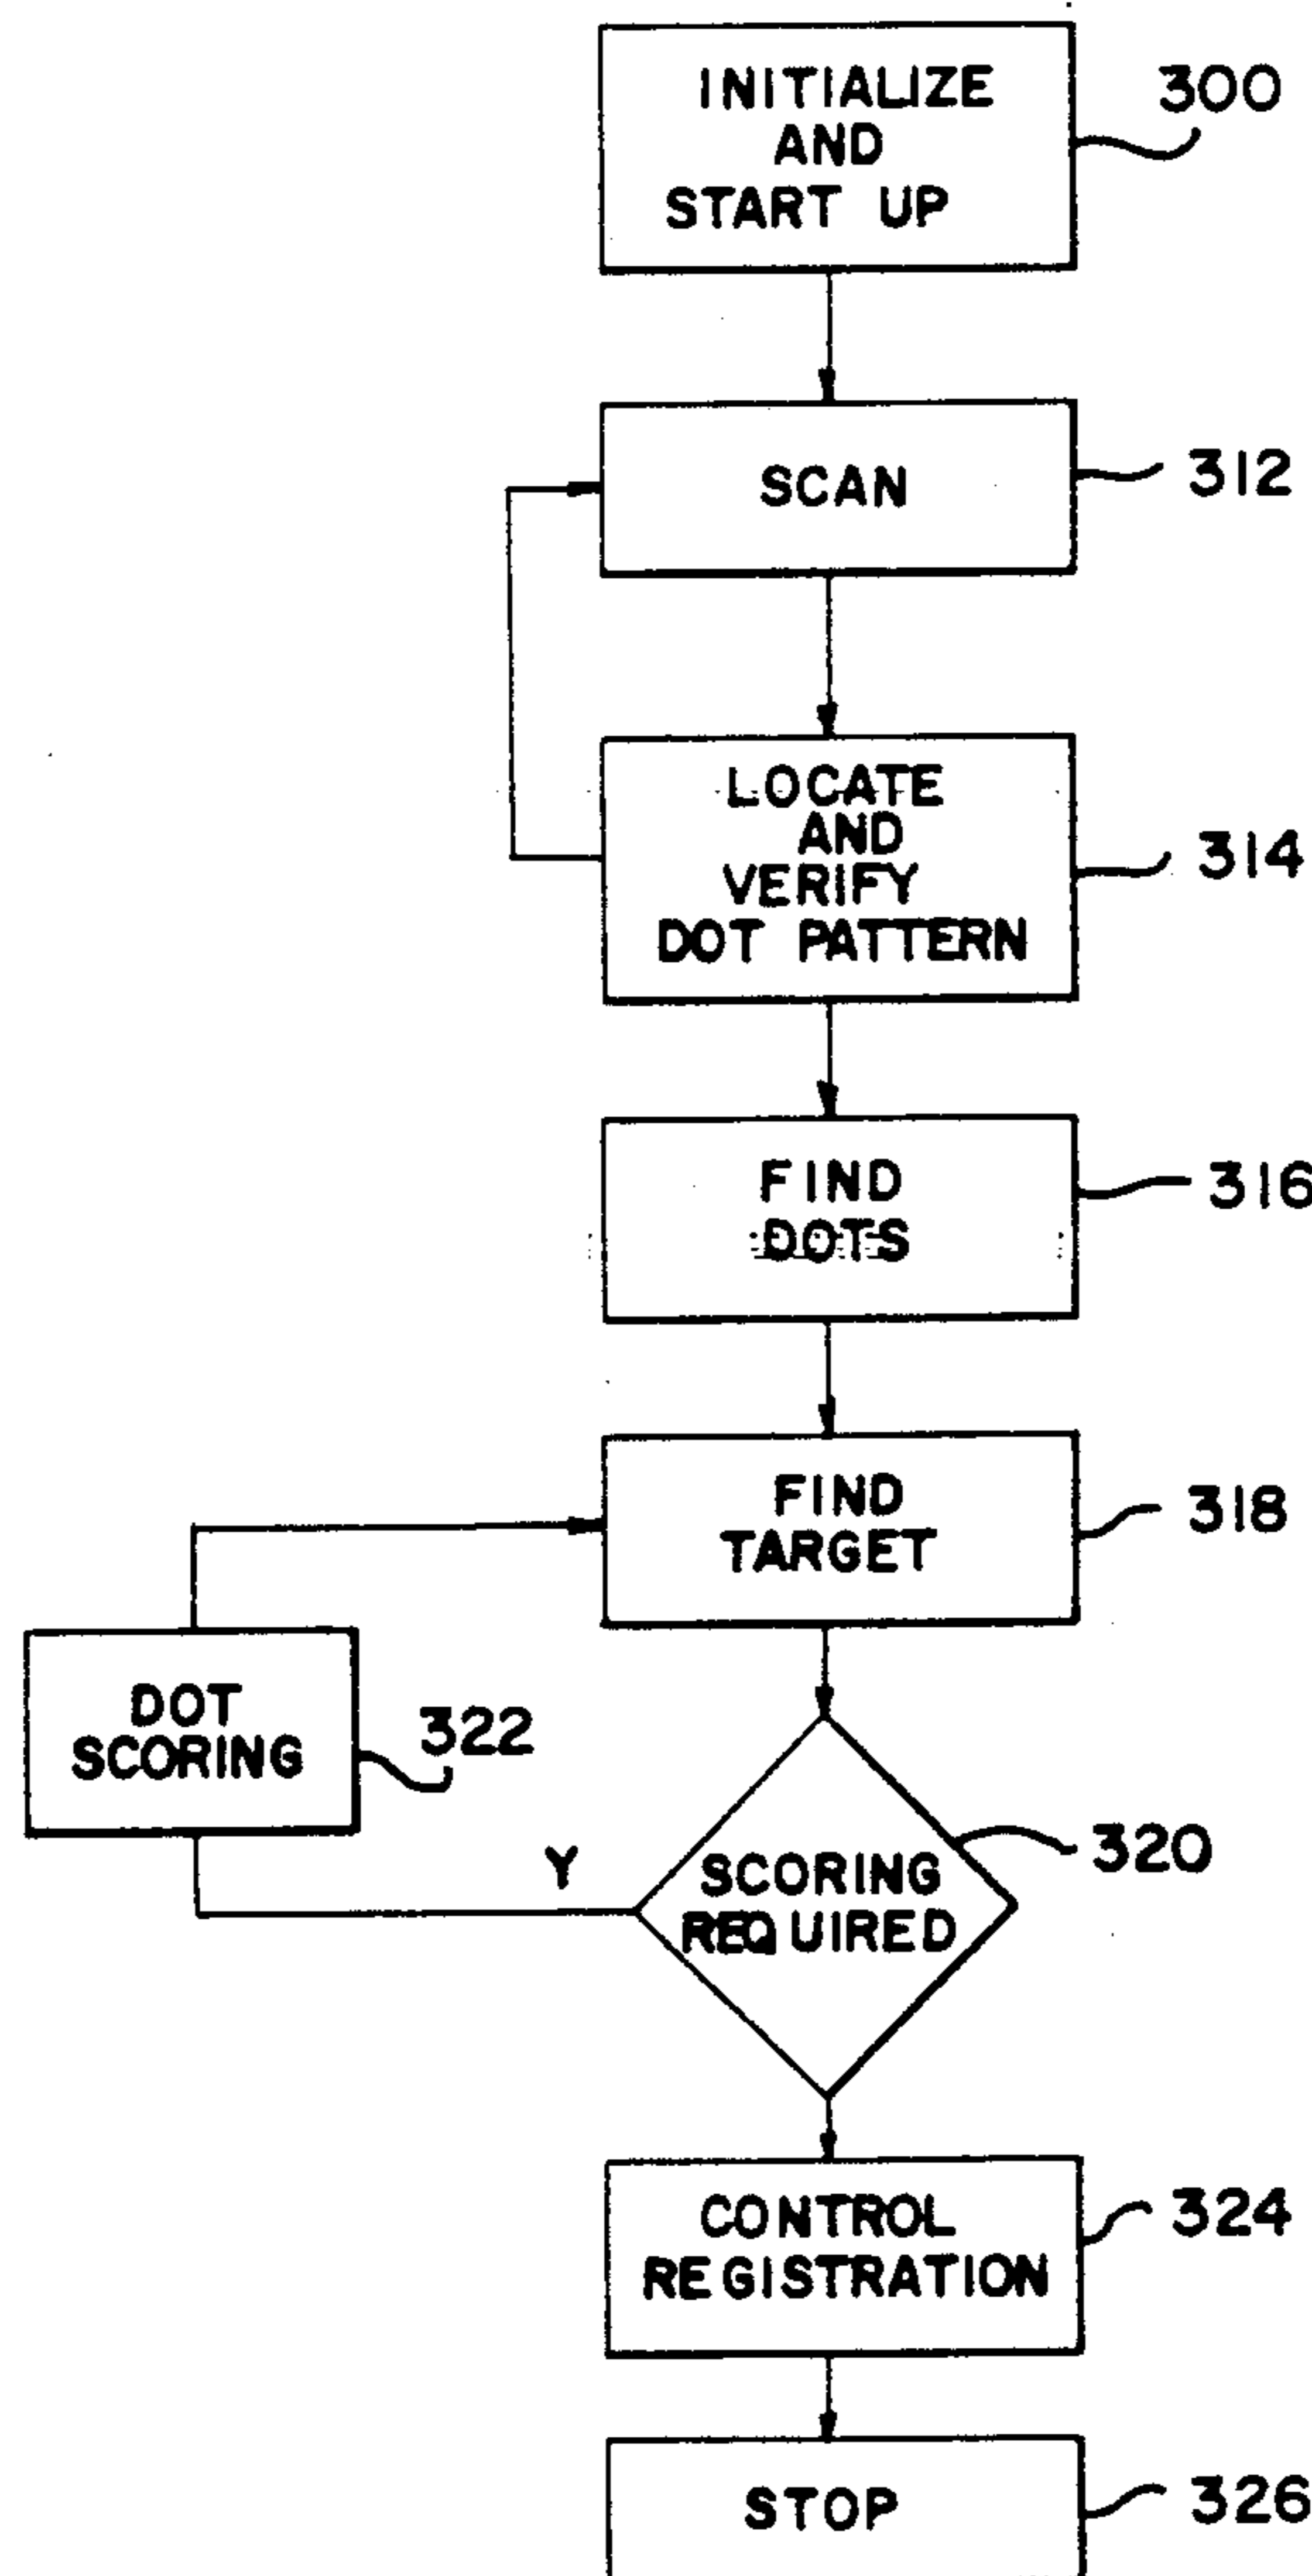 INITIALIZE
AND
START UP
300
SCAN
312
LOCATE
AND
VERIFY
DOT PATTERN
314
FIND
DOTS
316
FIND
TARGET
318
DOT
SCORING
322
Y
SCORING
REQUIRED
320
CONTROL
REGISTRATION
324
STOP
326